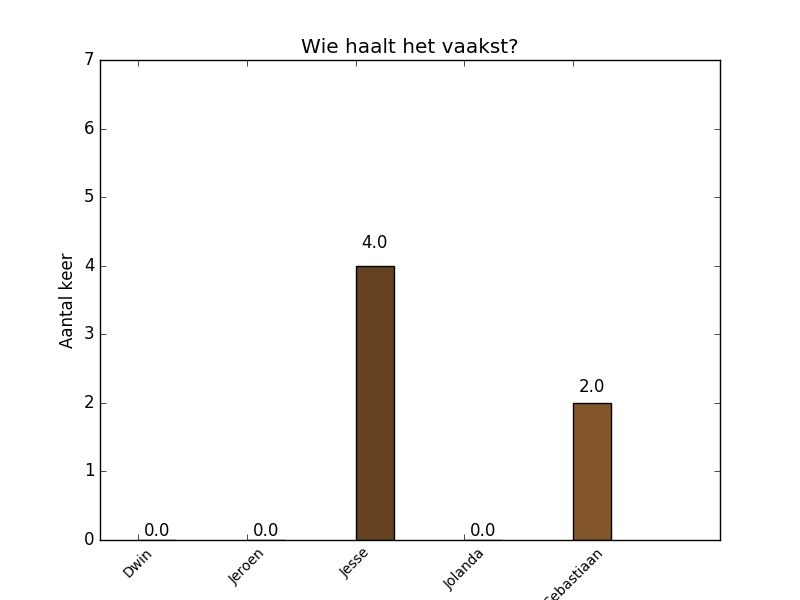 Wie haalt het vaakst?
7
6
5
4
3
2
1
0
Aantal keer
0.0
0.0
4.0
0.0
2.0
Dwin
Jeroen
Jesse
Jolanda
Sebastiaan